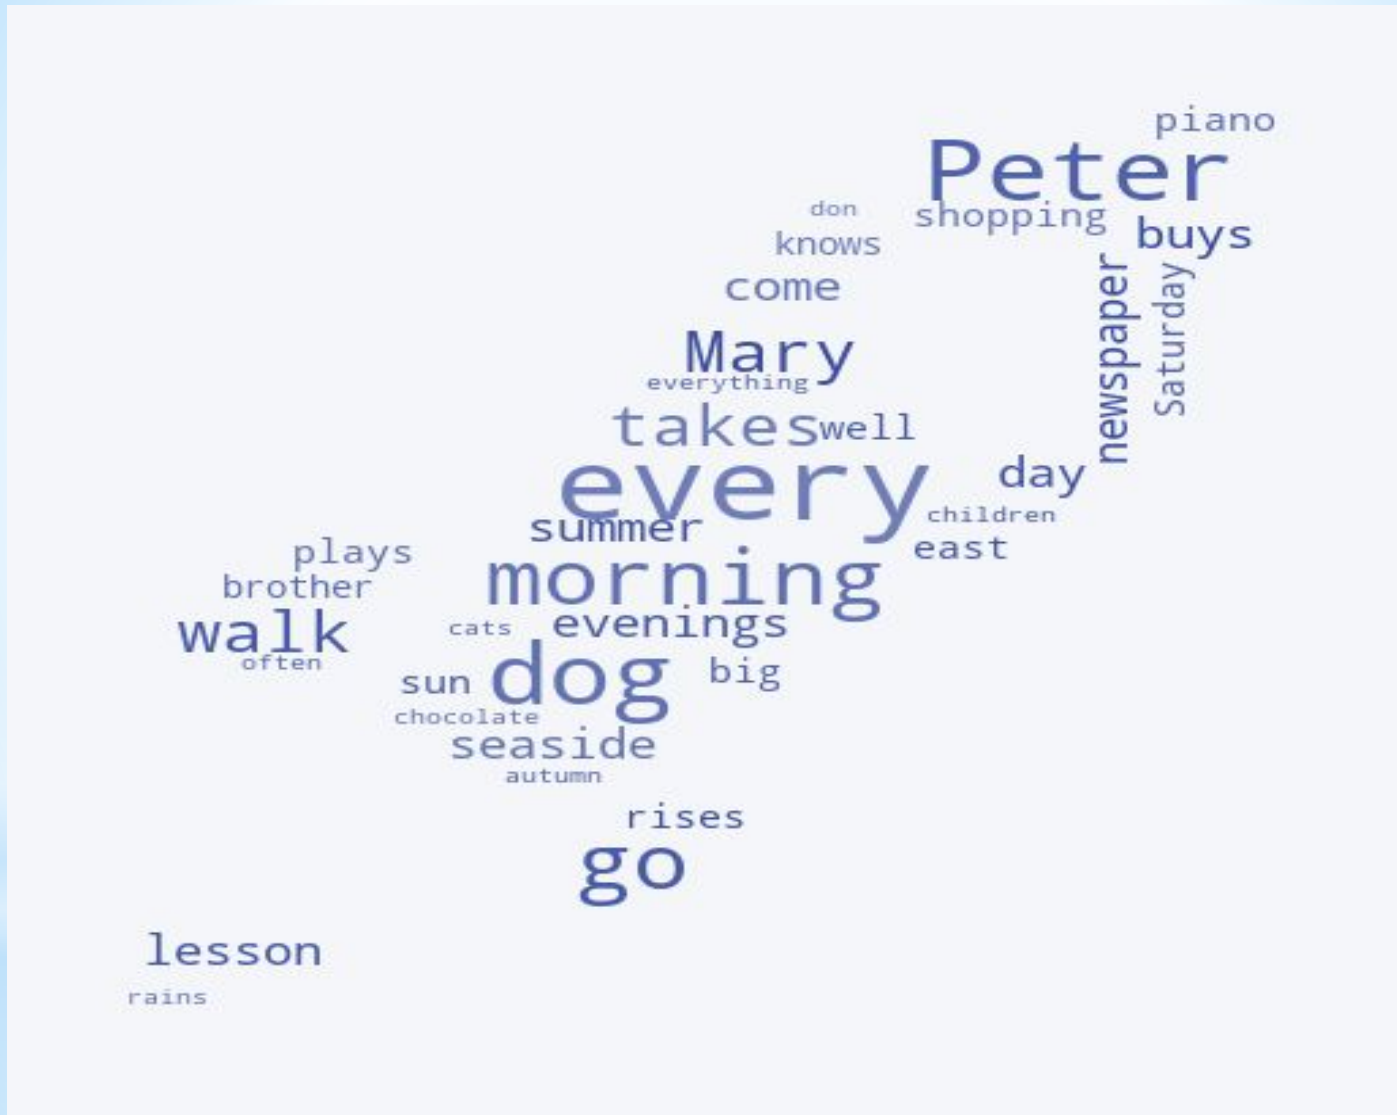 piano
Peter
don
shopping
buys
knows
newspaper
Saturday
come
Mary
everything
takes
well
every
day
children
summer
east
plays
morning
brother
walk
cats
evenings
often
dog
big
sun
chocolate
seaside
autumn
rises
go
lesson
rains